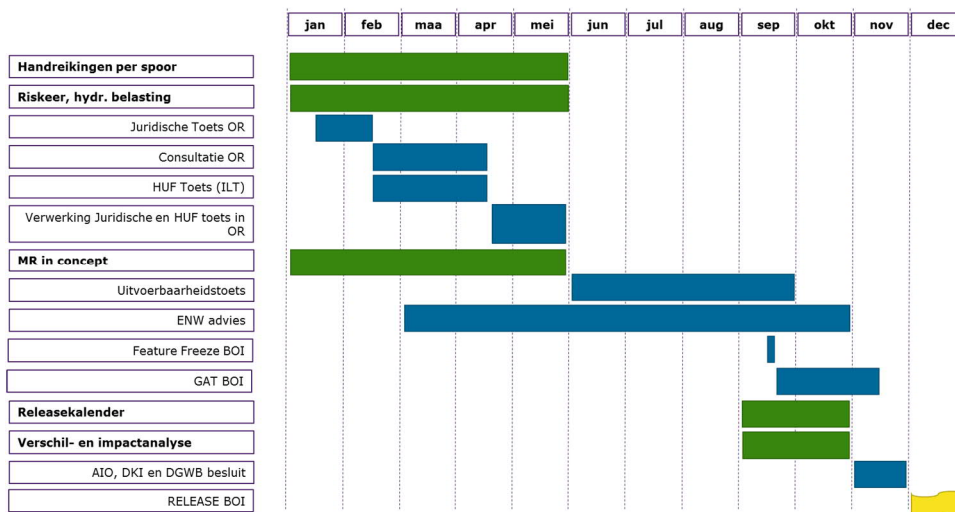 jan feb maa apr mei jun jul aug sep okt nov dec
Handreikingen per spoor
Riskeer, hydr. belasting
Juridische Toets OR
Consultatie OR
HUF Toets (ILT)
Verwerking Juridische en HUF toets in
OR
MR in concept
Uitvoerbaarheidstoets
ENW advies
Feature Freeze BOI
GAT BOI
Releasekalender
Verschil- en impactanalyse
AIO, DKI en DGWB besluit
RELEASE BOI